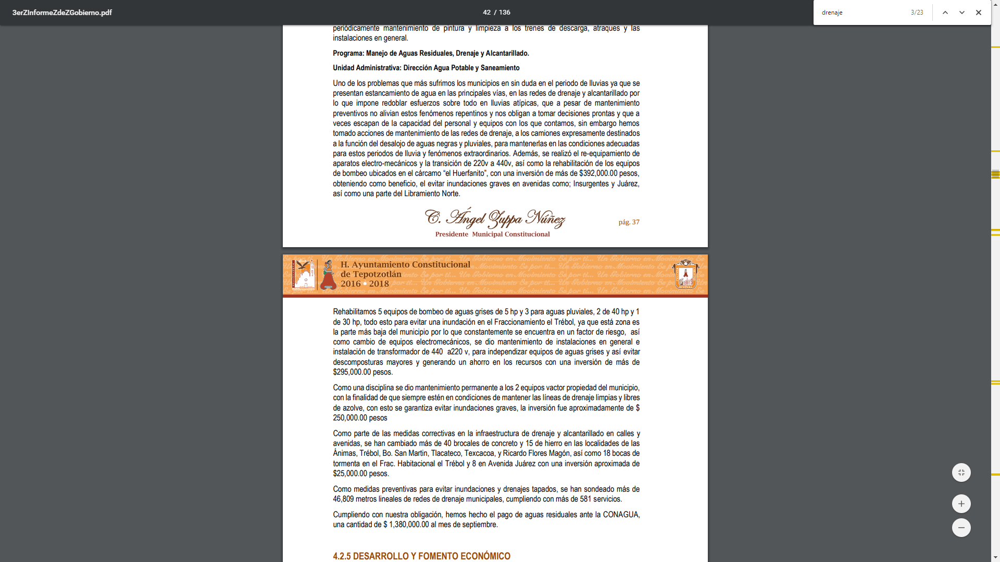 3erZInformeZdeZGobierno.pdf
42 / 136
drenaje
3/23
periódicamente mantenimiento de pintura y limpieza a los trenes de descarga, atraques y las
instalaciones en general.
Programa: Manejo de Aguas Residuales, Drenaje y Alcantarillado.
Unidad Administrativa: Dirección Agua Potable y Saneamiento
Uno de los problemas que más sufrimos los municipios en sin duda en el periodo de lluvias ya que se
presentan estancamiento de agua en las principales vías, en las redes de drenaje y alcantarillado por
lo que impone redoblar esfuerzos sobre todo en lluvias atípicas, que a pesar de mantenimiento
preventivos no alivian estos fenómenos repentinos y nos obligan a tomar decisiones prontas y que a
veces escapan de la capacidad del personal y equipos con los que contamos, sin embargo hemos
tomado acciones de mantenimiento de las redes de drenaje, a los camiones expresamente destinados
a la función del desalojo de aguas negras y pluviales, para mantenerlas en las condiciones adecuadas
para estos periodos de lluvia y fenómenos extraordinarios. Además, se realizó el re-equipamiento de
aparatos electro-mecánicos y la transición de 220v a 440v, así como la rehabilitación de los equipos
de bombeo ubicados en el cárcamo “el Huerfanito”, con una inversión de más de $392,000.00 pesos,
obteniendo como beneficio, el evitar inundaciones graves en avenidas como; Insurgentes y Juárez,
así como una parte del Libramiento Norte.
C. Ángel Zuppa Núñez
Presidente Municipal Constitucional
pág. 37
H. Ayuntamiento Constitucional
de Tepotzotlán
2016 • 2018
Rehabilitamos 5 equipos de bombeo de aguas grises de 5 hp y 3 para aguas pluviales, 2 de 40 hp y 1
de 30 hp, todo esto para evitar una inundación en el Fraccionamiento el Trébol, ya que está zona es
la parte más baja del municipio por lo que constantemente se encuentra en un factor de riesgo, así
como cambio de equipos electromecánicos, se dio mantenimiento de instalaciones en general e
instalación de transformador de 440 a220 v, para independizar equipos de aguas grises y así evitar
descomposturas mayores y generando un ahorro en los recursos con una inversión de más de
$295,000.00 pesos.
Como una disciplina se dio mantenimiento permanente a los 2 equipos vactor propiedad del municipio,
con la finalidad de que siempre estén en condiciones de mantener las líneas de drenaje limpias y libres
de azolve, con esto se garantiza evitar inundaciones graves, la inversión fue aproximadamente de $
250,000.00 pesos
Como parte de las medidas correctivas en la infraestructura de drenaje y alcantarillado en calles y
avenidas, se han cambiado más de 40 brocales de concreto y 15 de hierro en las localidades de las
Ánimas, Trébol, Bo. San Martin, Tlacateco, Texcacoa, y Ricardo Flores Magón, así como 18 bocas de
tormenta en el Frac. Habitacional el Trébol y 8 en Avenida Juárez con una inversión aproximada de
$25,000.00 pesos.
Como medidas preventivas para evitar inundaciones y drenajes tapados, se han sondeado más de
46,809 metros lineales de redes de drenaje municipales, cumpliendo con más de 581 servicios.
Cumpliendo con nuestra obligación, hemos hecho el pago de aguas residuales ante la CONAGUA,
una cantidad de $ 1,380,000.00 al mes de septiembre.
4.2.5 DESARROLLO Y FOMENTO ECONÓMICO